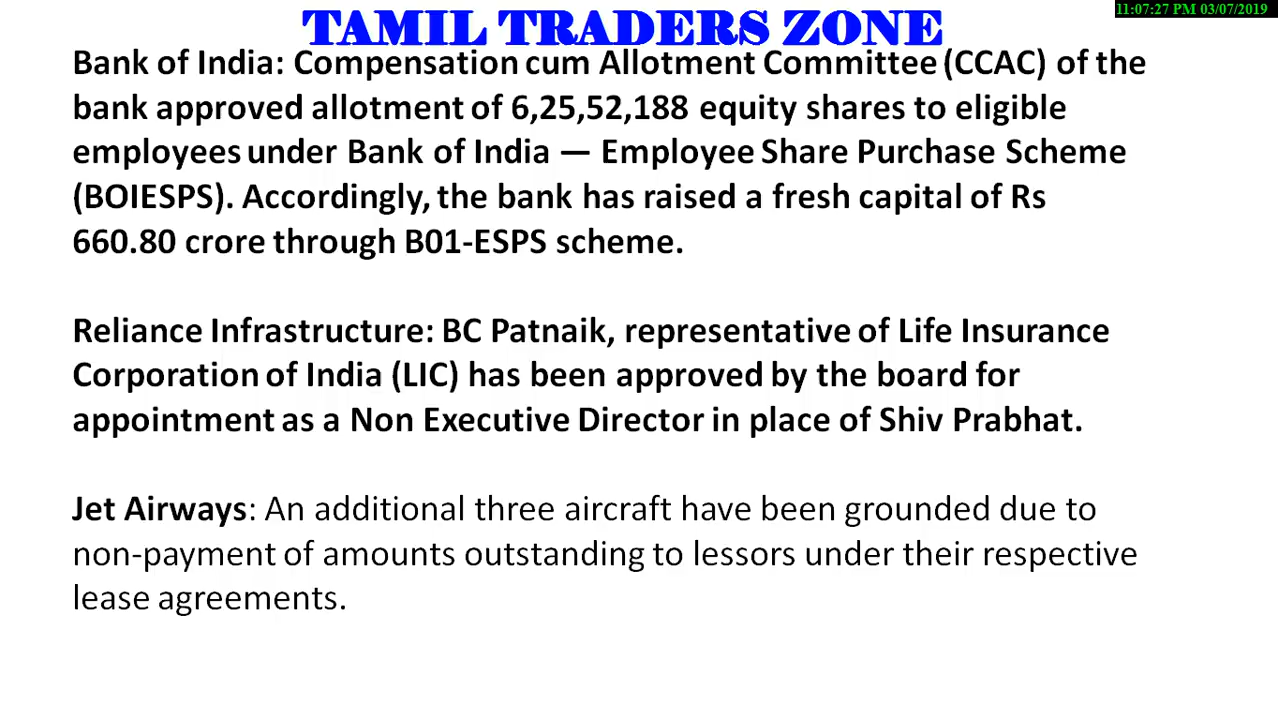 11:07:27 PM 03/07/2019
TAMIL TRADERS ZONE
Bank of India: Compensation cum Allotment Committee (CCAC) of the
bank approved allotment of 6,25,52,188 equity shares to eligible
employees under Bank of India — Employee Share Purchase Scheme
(BOIESPS). Accordingly, the bank has raised a fresh capital of Rs
660.80 crore through B01-ESPS scheme.
Reliance Infrastructure: BC Patnaik, representative of Life Insurance
Corporation of India (LIC) has been approved by the board for
appointment as a Non Executive Director in place of Shiv Prabhat.
Jet Airways: An additional three aircraft have been grounded due to
non-payment of amounts outstanding to lessors under their respective
lease agreements.